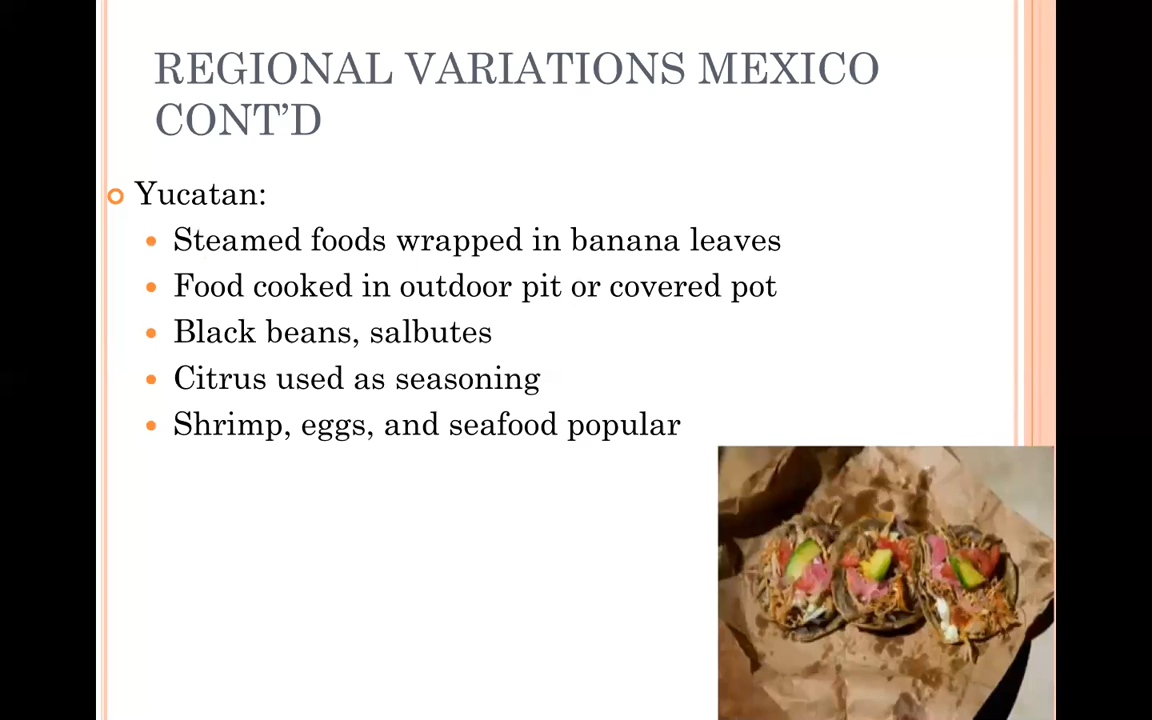 REGIONAL VARIATIONS MEXICO
CONT’D
Yucatan:
Steamed foods wrapped in banana leaves
Food cooked in outdoor pit or covered pot
Black beans, salbutes
Citrus used as seasoning
Shrimp, eggs, and seafood popular